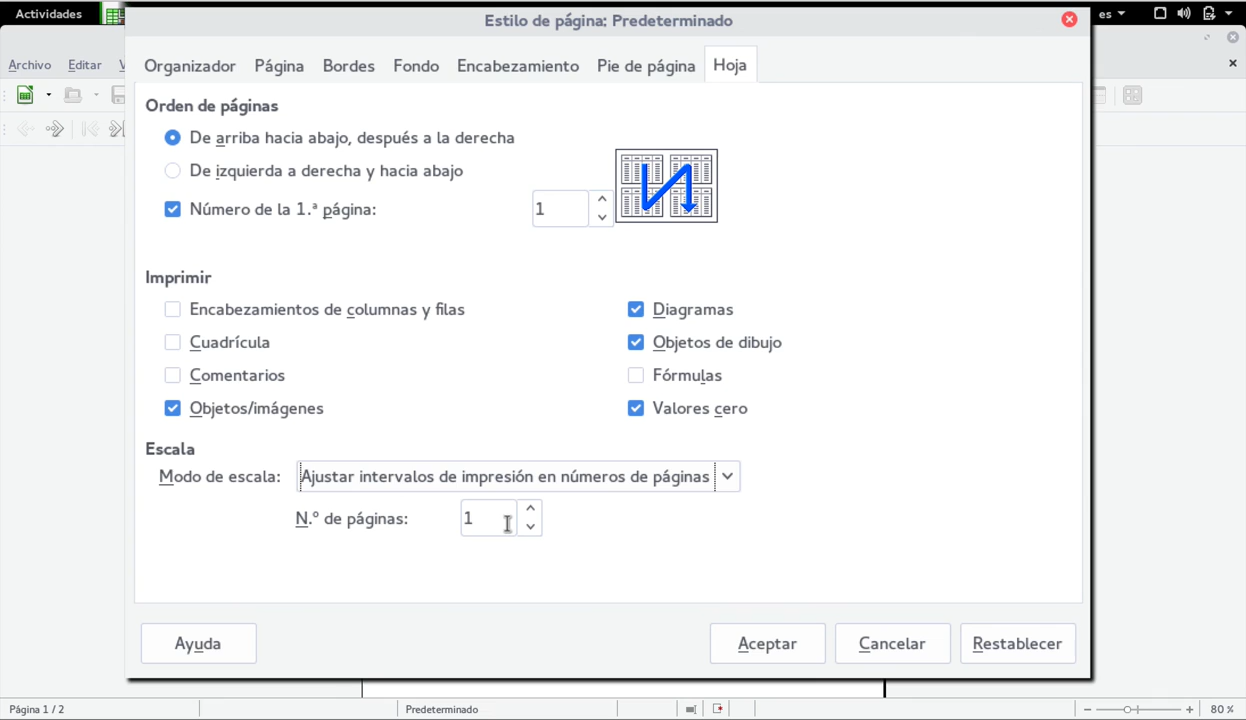 Actividades
es
Estilo de página: Predeterminado
Archivo Editar V
Organizador Página Bordes Fondo Encabezamiento Pie de página Hoja
Orden de páginas
De arriba hacia abajo, después a la derecha
De izquierda a derecha y hacia abajo
Número de la 1.ª página: 1
Imprimir
Encabezamientos de columnas y filas
Diagramas
Cuadrícula
Objetos de dibujo
Comentarios
Fórmulas
Objetos/imágenes
Valores cero
Escala
Modo de escala: Ajustar intervalos de impresión en números de páginas
N.º de páginas: 1
Ayuda Aceptar Cancelar Restablecer
Página 1 / 2 Predeterminado 80 %